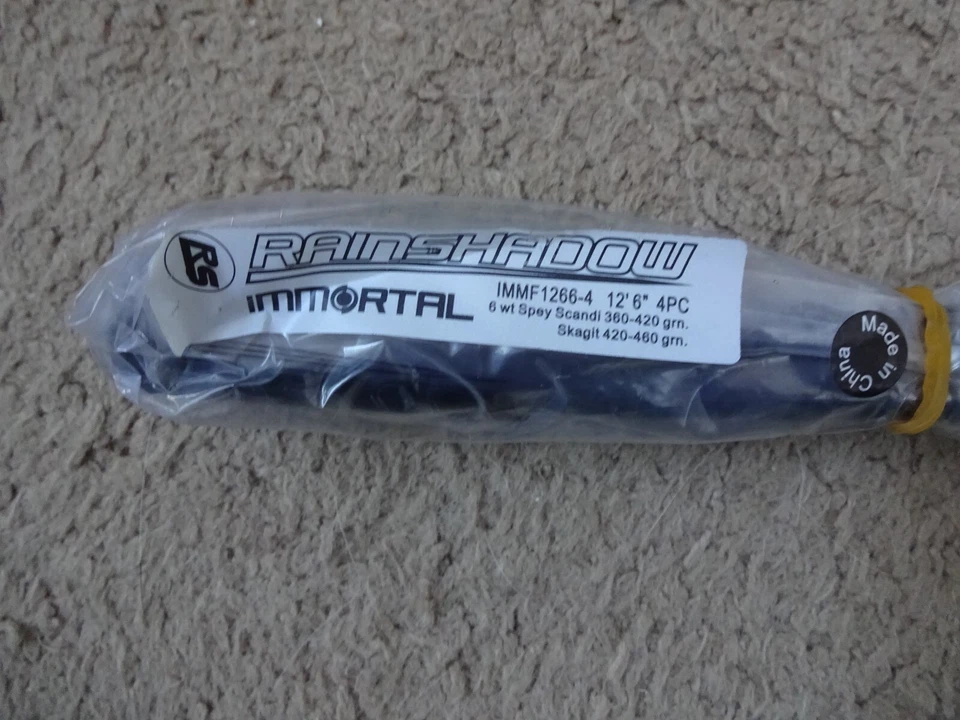 RS
RAINSHADOW
IMMORTAL
IMMF1266-4 12' 6" 4PC
6 wt Spey Scandi 360-420 grn.
Skagit 420-460 grn.
Made in China